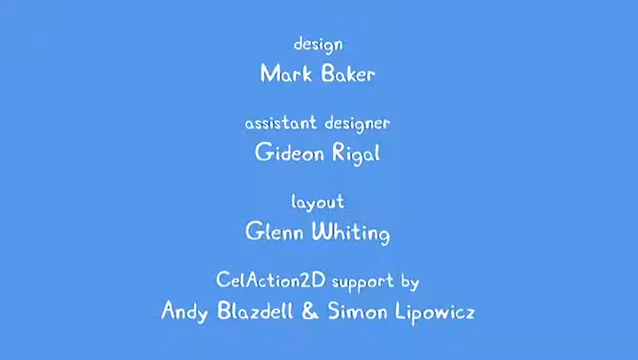 design
Mark Baker
assistant designer
Gideon Rigal
layout
Glenn Whiting
CelAction2D support by
Andy Blazdell & Simon Lipowicz